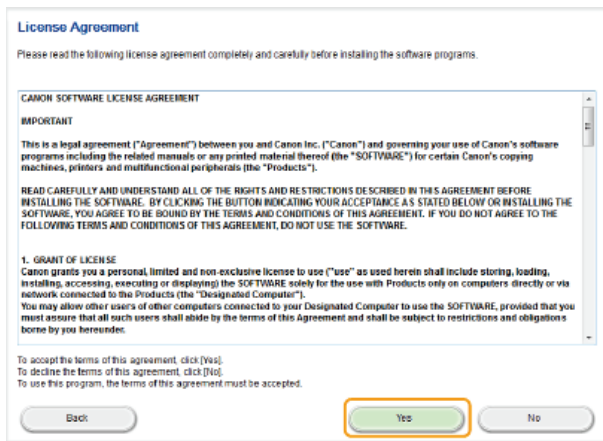 License Agreement
Please read the following license agreement completely and carefully before installing the software programs.
CANON SOFTWARE LICENSE AGREEMENT
IMPORTANT
This is a legal agreement ("Agreement") between you and Canon Inc. ("Canon") and governing your use of Canon's software
programs including the related manuals or any printed material thereof (the "SOFTWARE") for certain Canon's copying
machines, printers and multifunctional peripherals (the "Products").
READ CAREFULLY AND UNDERSTAND ALL OF THE RIGHTS AND RESTRICTIONS DESCRIBED IN THIS AGREEMENT BEFORE
INSTALLING THE SOFTWARE. BY CLICKING THE BUTTON INDICATING YOUR ACCEPTANCE AS STATED BELOW OR INSTALLING THE
SOFTWARE, YOU AGREE TO BE BOUND BY THE TERMS AND CONDITIONS OF THIS AGREEMENT. IF YOU DO NOT AGREE TO THE
FOLLOWING TERMS AND CONDITIONS OF THIS AGREEMENT, DO NOT USE THE SOFTWARE.
1. GRANT OF LICENSE
Canon grants you a personal, limited and non-exclusive license to use ("use" as used herein shall include storing, loading,
installing, accessing, executing or displaying) the SOFTWARE solely for the use with Products only on computers directly or via
network connected to the Products (the "Designated Computer").
You may allow other users of other computers connected to your Designated Computer to use the SOFTWARE, provided that you
must assure that all such users shall abide by the terms of this Agreement and shall be subject to restrictions and obligations
borne by you hereunder.
To accept the terms of this agreement, click [Yes].
To decline the terms of this agreement, click [No].
To use this program, the terms of this agreement must be accepted.
Back Yes No